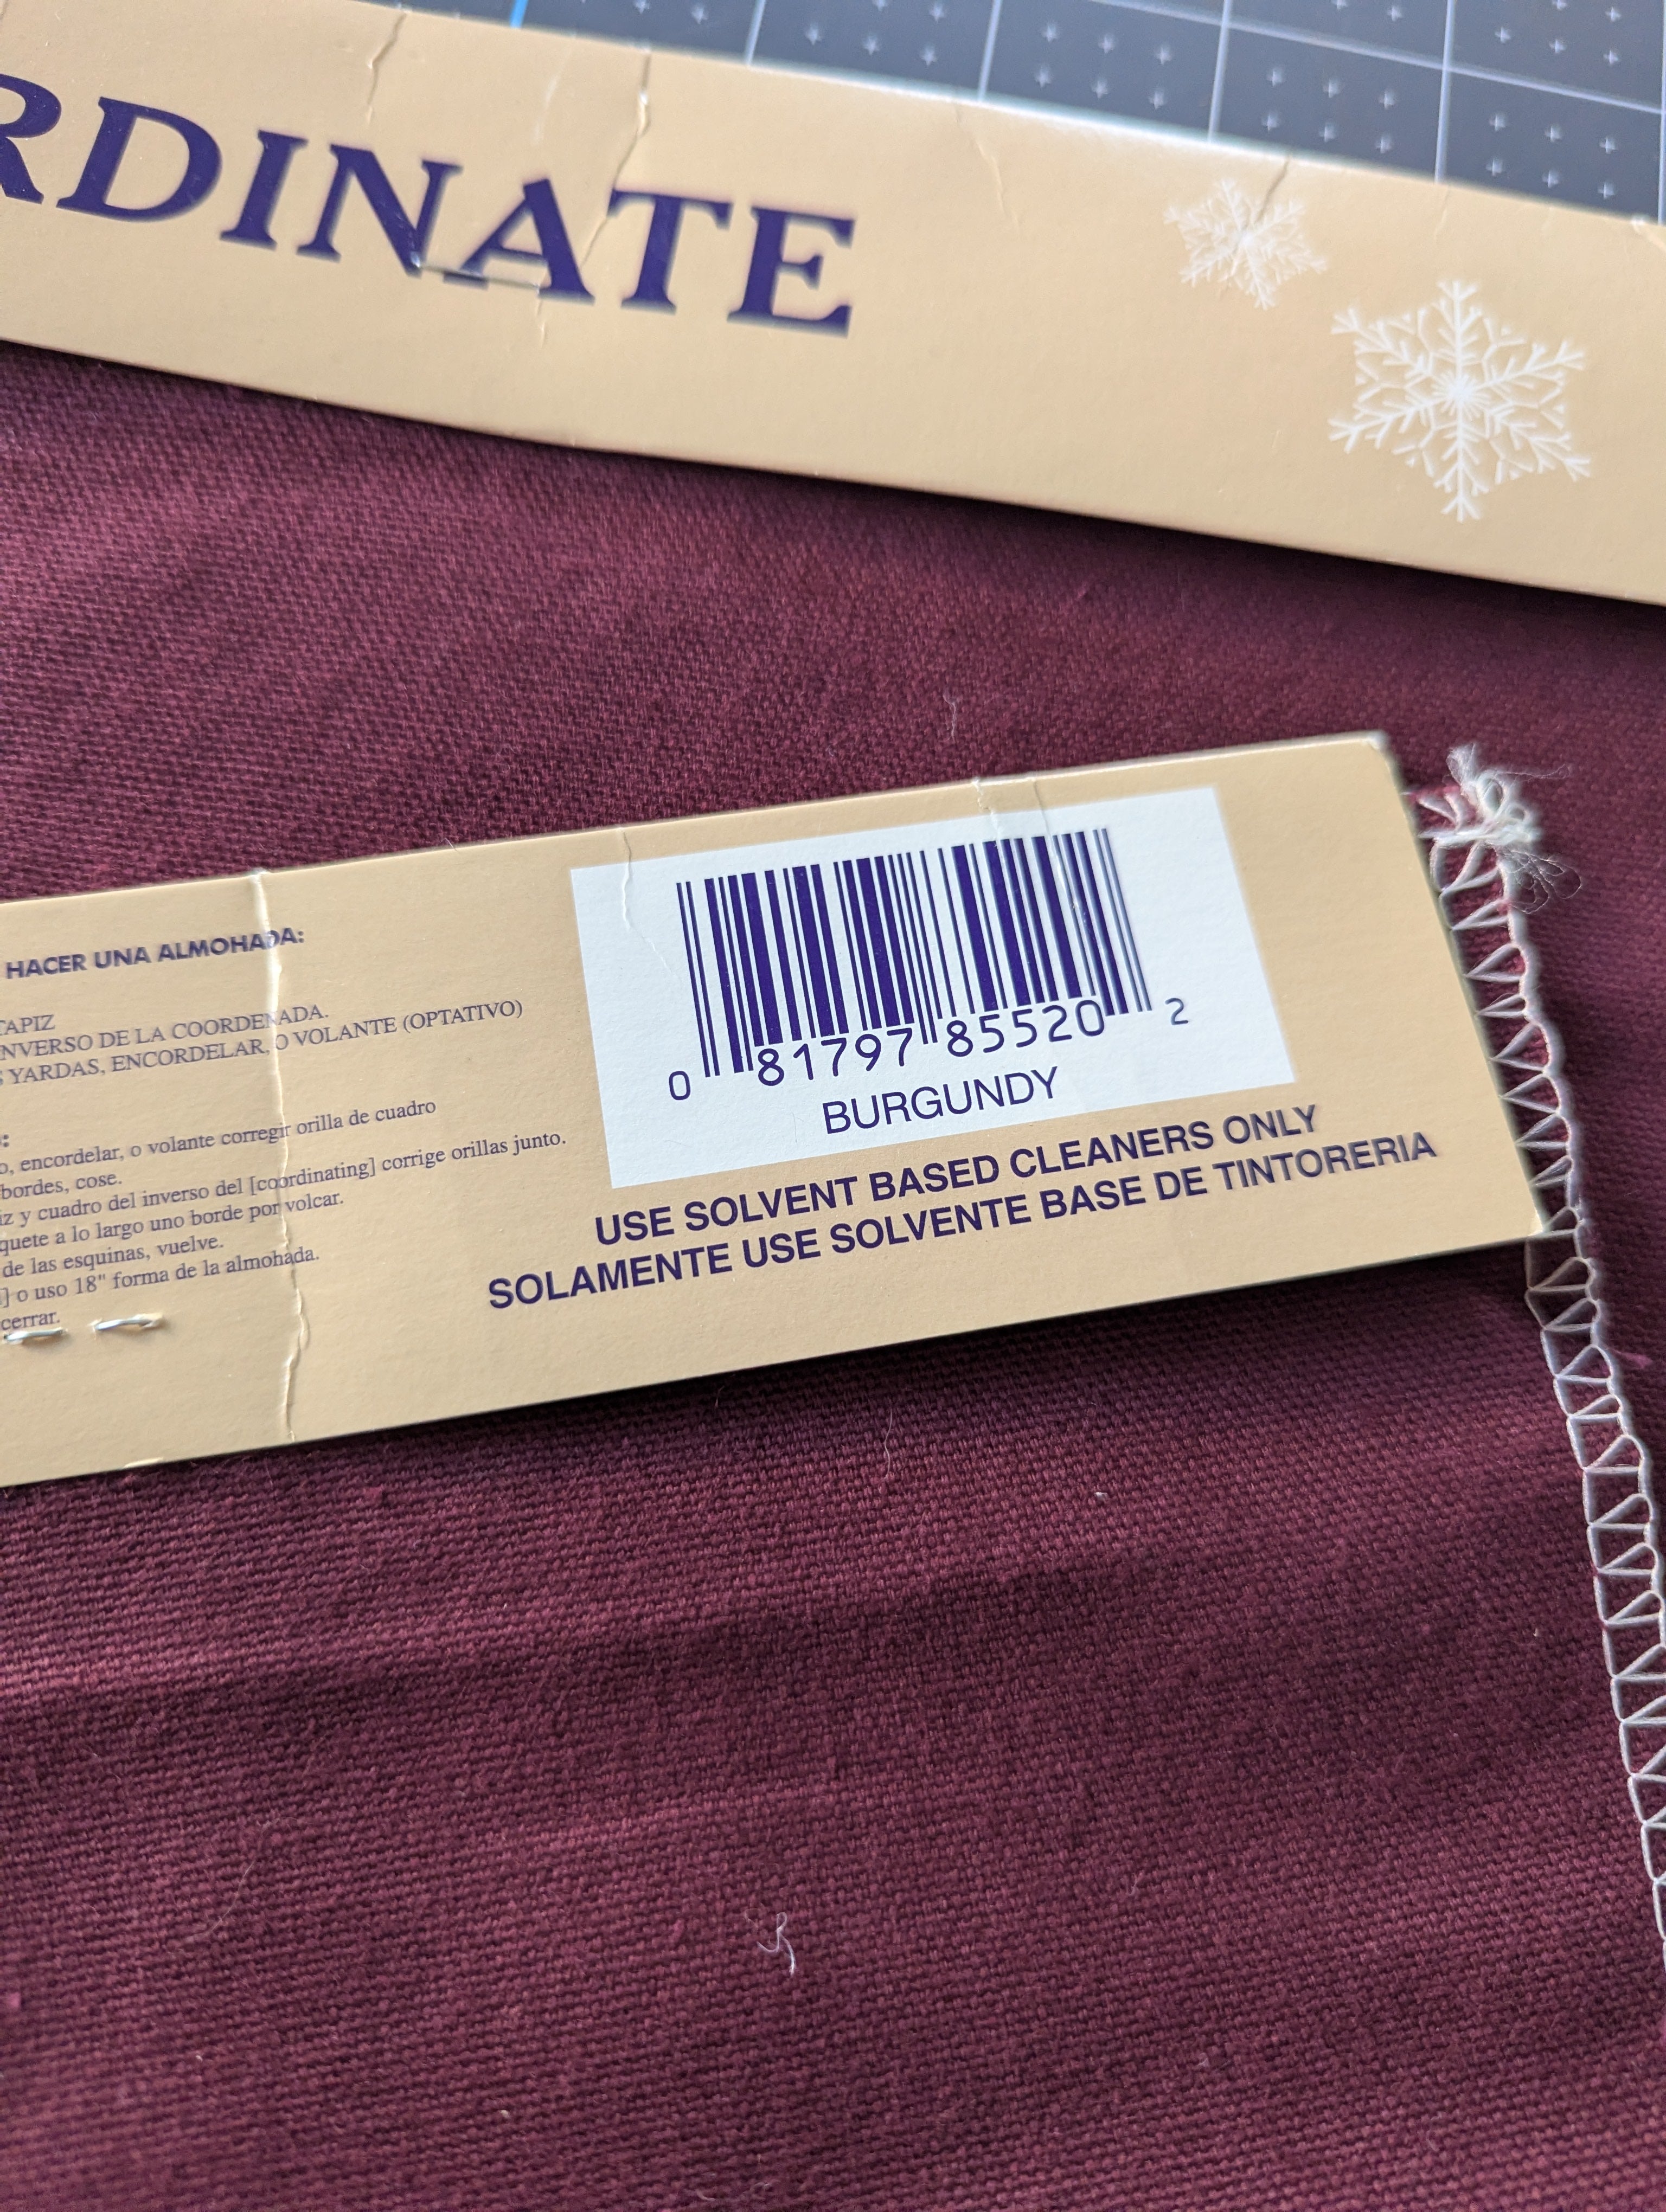 RDINATE
HACER UNA ALMOHADA:
TAPIZ
NVERSO DE LA COORDENADA.
S YARDAS, ENCORDELAR, O VOLANTE (OPTATIVO)
o, encordelar, o volante corregir orilla de cuadro
bordes, cose.
iz y cuadro del inverso del [coordinating] corrige orillas junto.
quete a lo largo uno borde por volcar.
de las esquinas, vuelve.
] o uso 18" forma de la almohada.
cerrar.
0 81797 85520 2
BURGUNDY
USE SOLVENT BASED CLEANERS ONLY
SOLAMENTE USE SOLVENTE BASE DE TINTORERIA